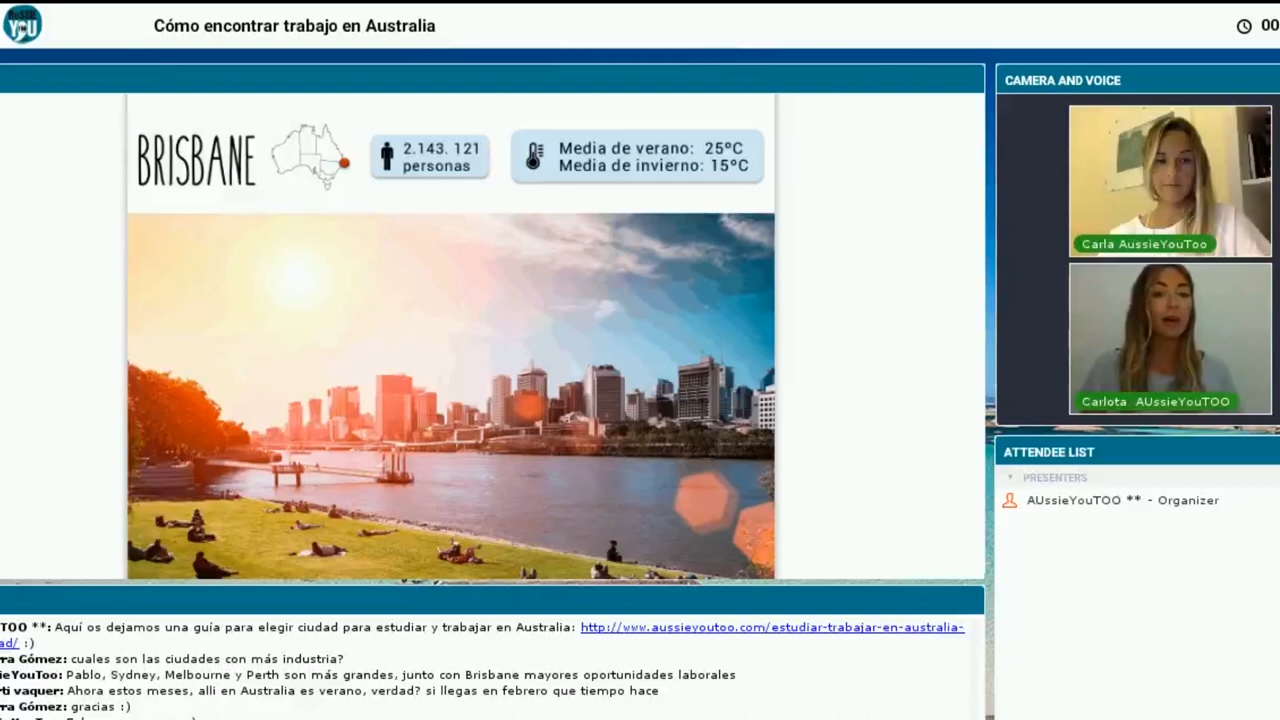 AUSSIE
YOU
TOO
Cómo encontrar trabajo en Australia
00
CAMERA AND VOICE
BRISBANE
2.143. 121
personas
Media de verano: 25ºC
Media de invierno: 15ºC
Carla AussieYouToo
Carlota AUssieYouTOO
ATTENDEE LIST
PRESENTERS
AUssieYouTOO ** - Organizer
TOO **: Aquí os dejamos una guía para elegir ciudad para estudiar y trabajar en Australia: http://www.aussieyoutoo.com/estudiar-trabajar-en-australia-
ad/ :)
ra Gómez: cuales son las ciudades con más industria?
ieYouToo: Pablo, Sydney, Melbourne y Perth son más grandes, junto con Brisbane mayores oportunidades laborales
rti vaquer: Ahora estos meses, alli en Australia es verano, verdad? si llegas en febrero que tiempo hace
ra Gómez: gracias :)